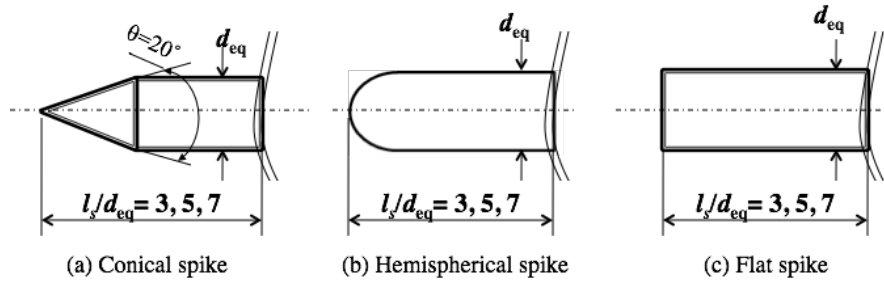 θ=20°
d_eq
d_eq
d_eq
l_s/d_eq= 3, 5, 7
l_s/d_eq= 3, 5, 7
l_s/d_eq= 3, 5, 7
(a) Conical spike
(b) Hemispherical spike
(c) Flat spike